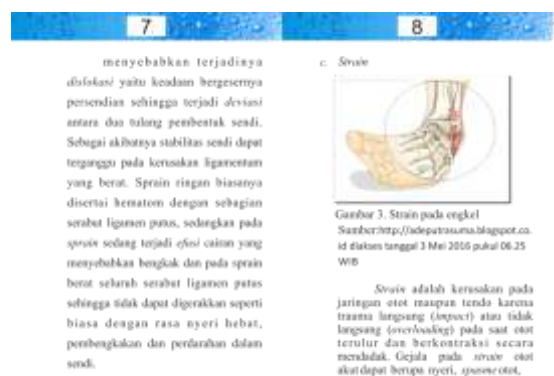 7
menyebabkan terjadinya
dislokasi yaitu keadaan bergesernya
persendian sehingga terjadi deviasi
antara dua tulang pembentuk sendi.
Sebagai akibatnya stabilitas sendi dapat
terganggu pada kerusakan ligamentum
yang berat. Sprain ringan biasanya
disertai hematom dengan sebagian
serabut ligamen putus, sedangkan pada
sprain sedang terjadi efusi cairan yang
menyebabkan bengkak dan pada sprain
berat seluruh serabut ligamen putus
sehingga tidak dapat digerakkan seperti
biasa dengan rasa nyeri hebat,
pembengkakan dan perdarahan dalam
sendi.
8
c. Strain
Gambar 3. Strain pada engkel
Sumber:http://adeputrasuma.blogspot.co.
id diakses tanggal 3 Mei 2016 pukul 06.25
WIB
Strain adalah kerusakan pada
jaringan otot maupun tendo karena
trauma langsung (impact) atau tidak
langsung (overloading) pada saat otot
terulur dan berkontraksi secara
mendadak. Gejala pada strain otot
akut dapat berupa nyeri, spasme otot,